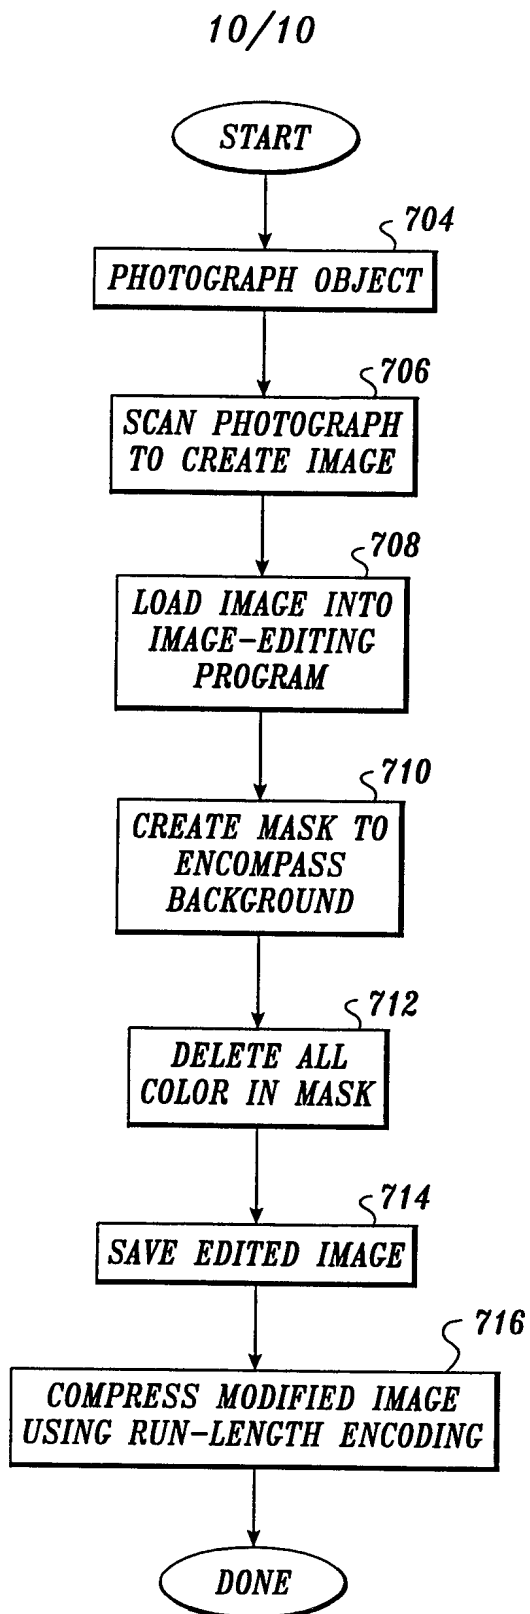 10/10
START
704
PHOTOGRAPH OBJECT
706
SCAN PHOTOGRAPH
TO CREATE IMAGE
708
LOAD IMAGE INTO
IMAGE-EDITING
PROGRAM
710
CREATE MASK TO
ENCOMPASS
BACKGROUND
712
DELETE ALL
COLOR IN MASK
714
SAVE EDITED IMAGE
716
COMPRESS MODIFIED IMAGE
USING RUN-LENGTH ENCODING
DONE